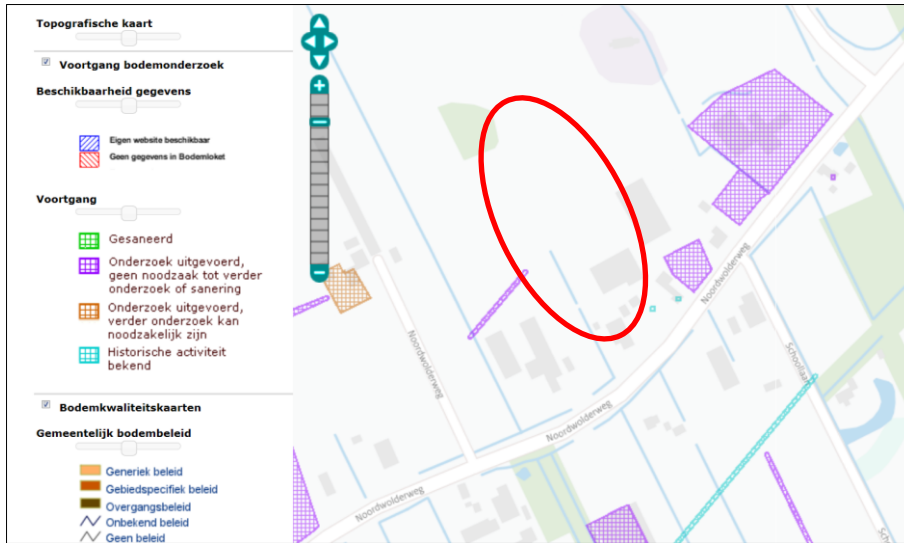 Topografische kaart
Voortgang bodemonderzoek
Beschikbaarheid gegevens
Eigen website beschikbaar
Geen gegevens in Bodemloket
Voortgang
Gesaneerd
Onderzoek uitgevoerd,
geen noodzaak tot verder
onderzoek of sanering
Onderzoek uitgevoerd,
verder onderzoek kan
noodzakelijk zijn
Historische activiteit
bekend
Bodemkwaliteitskaarten
Gemeentelijk bodembeleid
Generiek beleid
Gebiedspecifiek beleid
Overgangsbeleid
Onbekend beleid
Geen beleid
Noordwolderweg
Noordwolderweg
Noordwolderweg
Noordwolderweg
Schoollaan